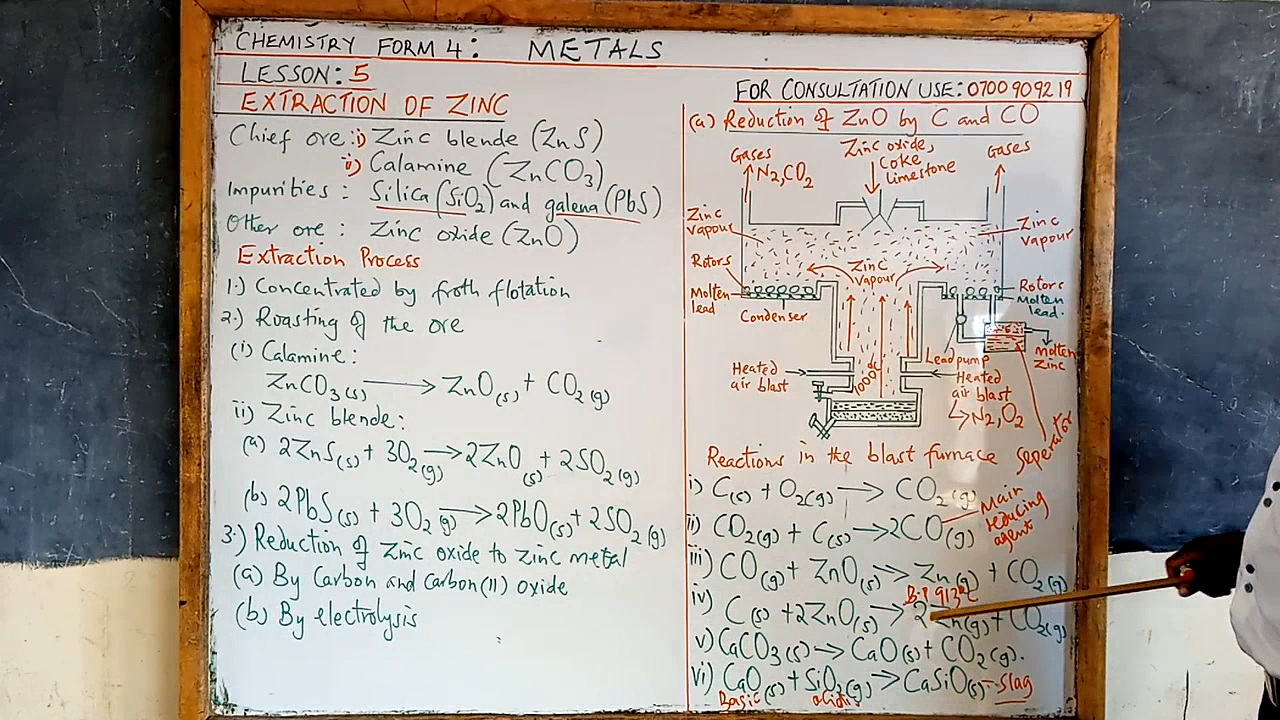 CHEMISTRY FORM 4: METALS
LESSON: 5
EXTRACTION OF ZINC
Chief ore: i) Zinc blende (ZnS)
ii) Calamine (ZnCO3)
Impurities: Silica (SiO2) and galena (PbS)
Other ore: Zinc oxide (ZnO)
Extraction Process
1.) Concentrated by froth flotation
2.) Roasting of the ore
(i) Calamine:
ZnCO3(s) → ZnO(s) + CO2(g)
ii) Zinc blende:
(a) 2ZnS(s) + 3O2(g) → 2ZnO(s) + 2SO2(g)
(b) 2PbS(s) + 3O2(g) → 2PbO(s) + 2SO2(g)
3.) Reduction of zinc oxide to zinc metal
(a) By Carbon and carbon(II) oxide
(b) By electrolysis
FOR CONSULTATION USE: 0700 909219
(a) Reduction of ZnO by C and CO
Gases
N2, CO2
Zinc oxide,
Coke
limestone
Gases
Zinc
vapour
Zinc
vapour
Zinc
vapour
Rotors
Molten
lead
Condenser
Rotors
Molten
lead.
Lead pump
Molten
Zinc
Heated
air blast
1000°C
Heated
air blast
→ N2, O2
Seperator
Reactions in the blast furnace
i) C(s) + O2(g) → CO2(g)
ii) CO2(g) + C(s) → 2CO(g)
Main
reducing
agent
iii) CO(g) + ZnO(s) → Zn(g) + CO2(g)
B.P 913°C
iv) C(s) + 2ZnO(s) → 2Zn(g) + CO2(g)
v) CaCO3(s) → CaO(s) + CO2(g).
vi) CaO(s) + SiO2(g) → CaSiO(s) - slag
Basic acidic